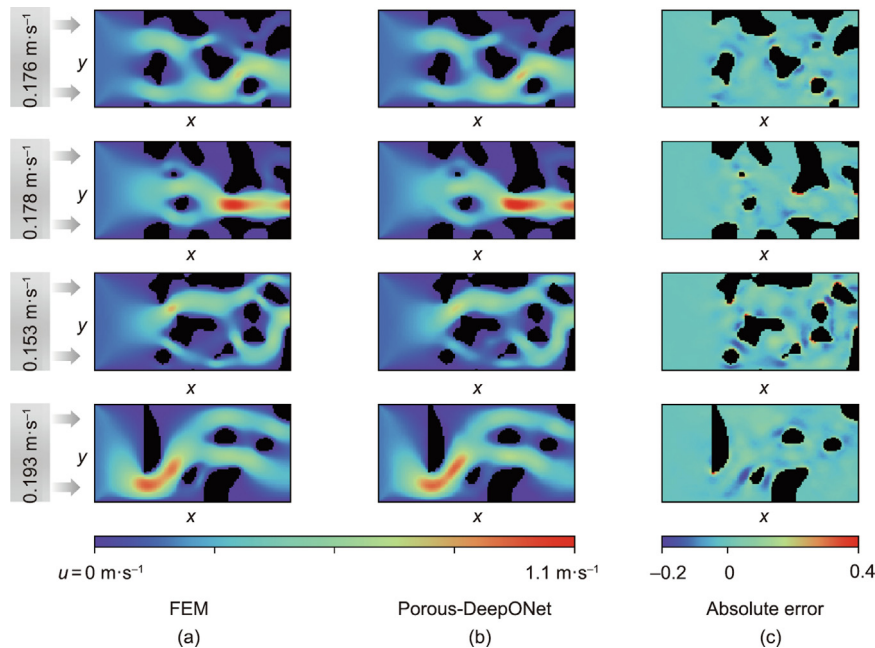 0.176 m·s⁻¹
y
x
x
x
0.178 m·s⁻¹
y
x
x
x
0.153 m·s⁻¹
y
x
x
x
0.193 m·s⁻¹
y
x
x
x
u = 0 m·s⁻¹ 1.1 m·s⁻¹
−0.2 0 0.4
FEM
Porous-DeepONet
Absolute error
(a)
(b)
(c)